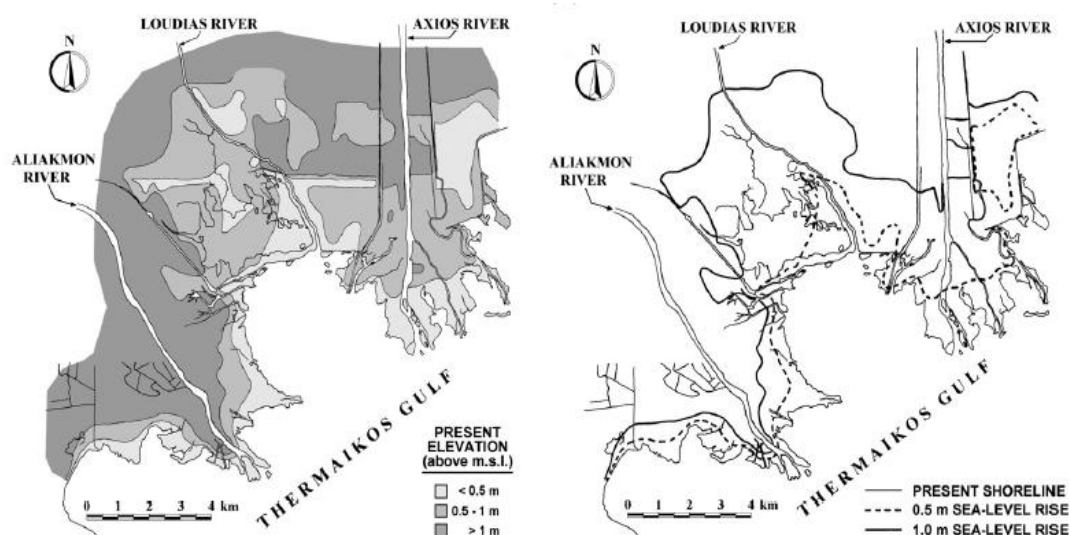 LOUDIAS RIVER
AXIOS RIVER
N
ALIAKMON
RIVER
THERMAIKOS GULF
PRESENT
ELEVATION
(above m.s.l.)
< 0,5 m
0.5 - 1 m
> 1 m
0 1 2 3 4 km
LOUDIAS RIVER
AXIOS RIVER
N
ALIAKMON
RIVER
THERMAIKOS GULF
0 1 2 3 4 km
PRESENT SHORELINE
0.5 m SEA-LEVEL RISE
1.0 m SEA-LEVEL RISE